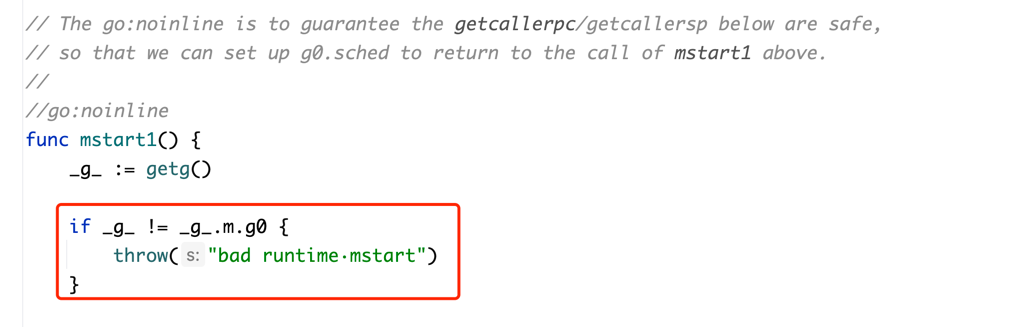 // The go:noinline is to guarantee the getcallerpc/getcallersp below are safe,
// so that we can set up g0.sched to return to the call of mstart1 above.
//
//go:noinline
func mstart1() {
    _g_ := getg()
    if _g_ != _g_.m.g0 {
        throw( s: "bad runtime·mstart")
    }